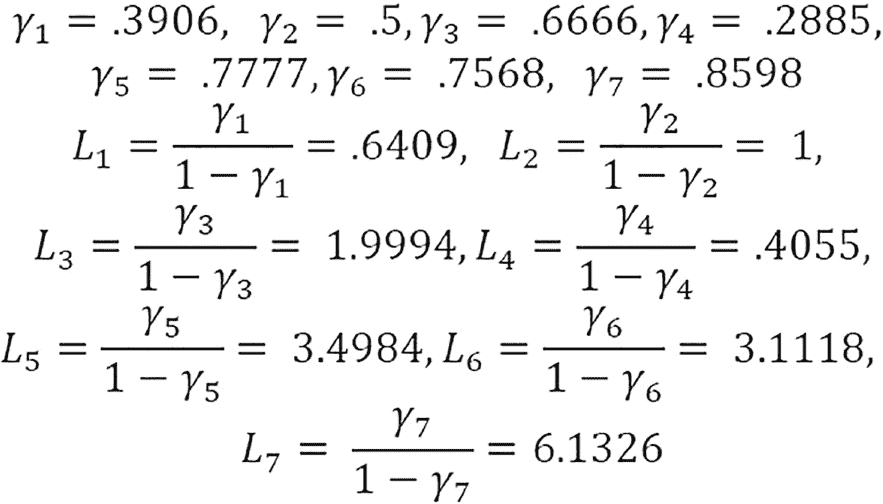 γ₁ = .3906, γ₂ = .5, γ₃ = .6666, γ₄ = .2885,
γ₅ = .7777, γ₆ = .7568, γ₇ = .8598
L₁ = γ₁/(1 − γ₁) = .6409, L₂ = γ₂/(1 − γ₂) = 1,
L₃ = γ₃/(1 − γ₃) = 1.9994, L₄ = γ₄/(1 − γ₄) = .4055,
L₅ = γ₅/(1 − γ₅) = 3.4984, L₆ = γ₆/(1 − γ₆) = 3.1118,
L₇ = γ₇/(1 − γ₇) = 6.1326